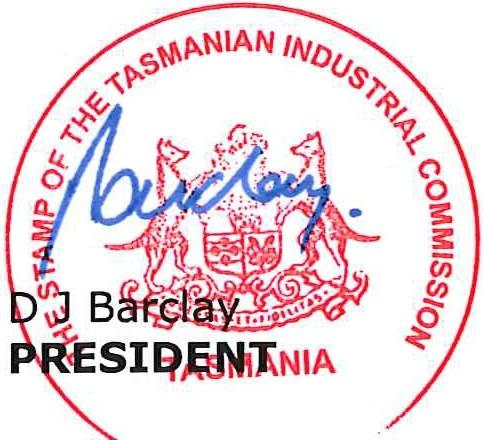 THE STAMP OF THE TASMANIAN INDUSTRIAL COMMISSION
Barclay.
D J Barclay
PRESIDENT
TASMANIA